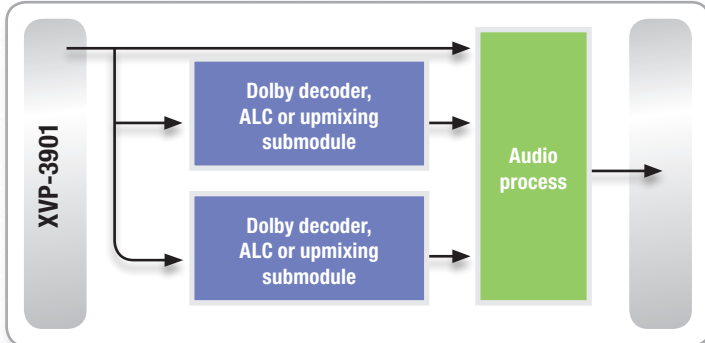 XVP-3901
Dolby decoder,
ALC or upmixing
submodule
Dolby decoder,
ALC or upmixing
submodule
Audio
process